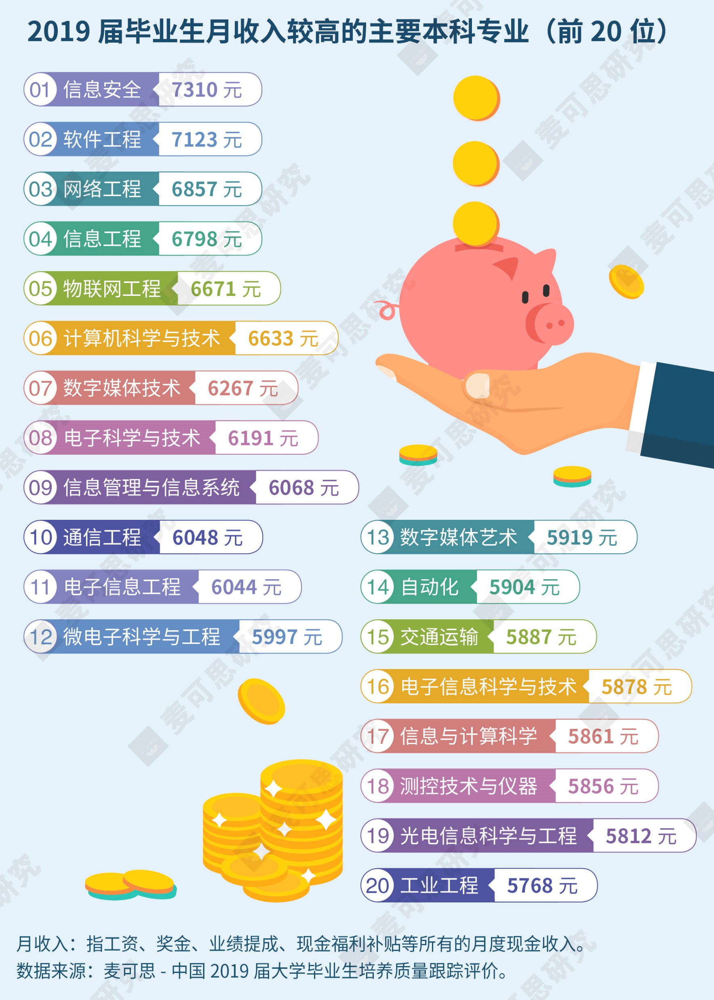 2019 届毕业生月收入较高的主要本科专业（前 20 位）
01 信息安全 7310 元
02 软件工程 7123 元
03 网络工程 6857 元
04 信息工程 6798 元
05 物联网工程 6671 元
06 计算机科学与技术 6633 元
07 数字媒体技术 6267 元
08 电子科学与技术 6191 元
09 信息管理与信息系统 6068 元
10 通信工程 6048 元
11 电子信息工程 6044 元
12 微电子科学与工程 5997 元
13 数字媒体艺术 5919 元
14 自动化 5904 元
15 交通运输 5887 元
16 电子信息科学与技术 5878 元
17 信息与计算科学 5861 元
18 测控技术与仪器 5856 元
19 光电信息科学与工程 5812 元
20 工业工程 5768 元
月收入：指工资、奖金、业绩提成、现金福利补贴等所有的月度现金收入。
数据来源：麦可思 - 中国 2019 届大学毕业生培养质量跟踪评价。
麦可思研究